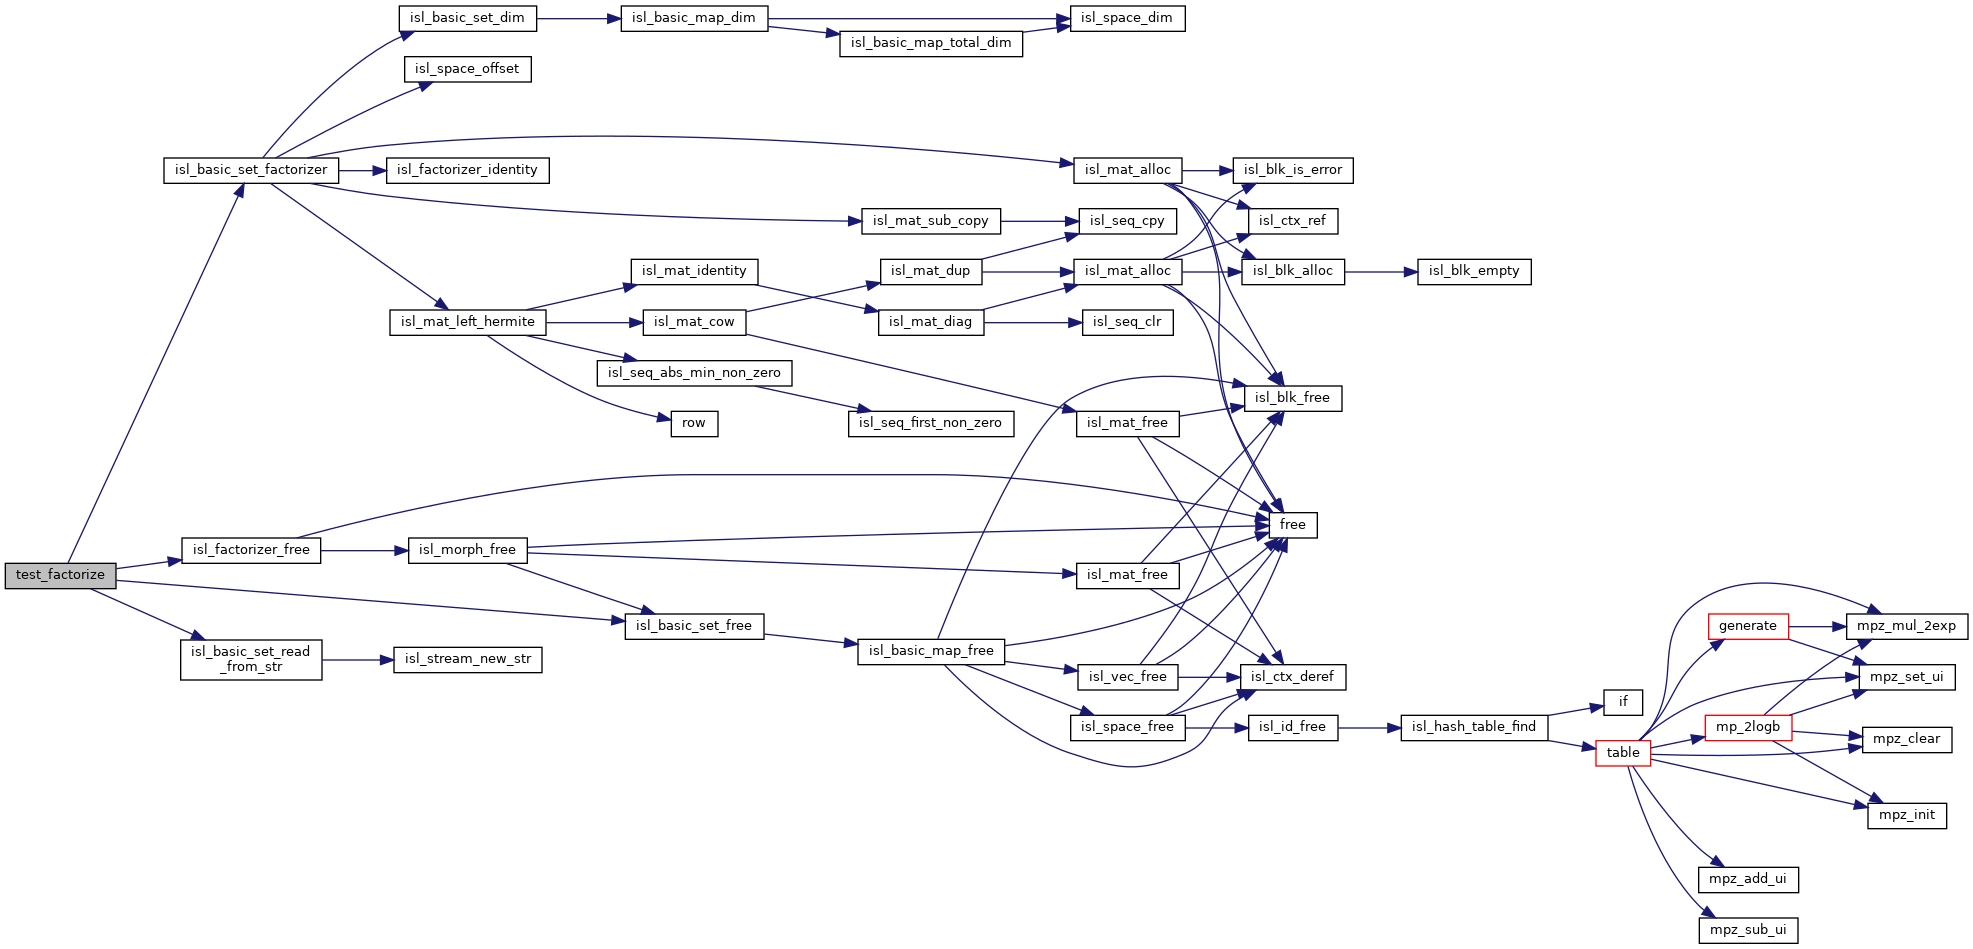 isl_basic_set_dim
isl_basic_map_dim
isl_space_dim
isl_basic_map_total_dim
isl_space_offset
isl_basic_set_factorizer
isl_factorizer_identity
isl_mat_alloc
isl_blk_is_error
isl_mat_sub_copy
isl_seq_cpy
isl_ctx_ref
isl_mat_identity
isl_mat_dup
isl_mat_alloc
isl_blk_alloc
isl_blk_empty
isl_mat_left_hermite
isl_mat_cow
isl_mat_diag
isl_seq_clr
isl_seq_abs_min_non_zero
isl_blk_free
row
isl_seq_first_non_zero
isl_mat_free
free
isl_factorizer_free
isl_morph_free
test_factorize
isl_mat_free
isl_basic_set_free
generate
mpz_mul_2exp
isl_basic_set_read
_from_str
isl_stream_new_str
isl_basic_map_free
isl_vec_free
isl_ctx_deref
mpz_set_ui
if
isl_space_free
isl_id_free
isl_hash_table_find
mp_2logb
table
mpz_clear
mpz_init
mpz_add_ui
mpz_sub_ui